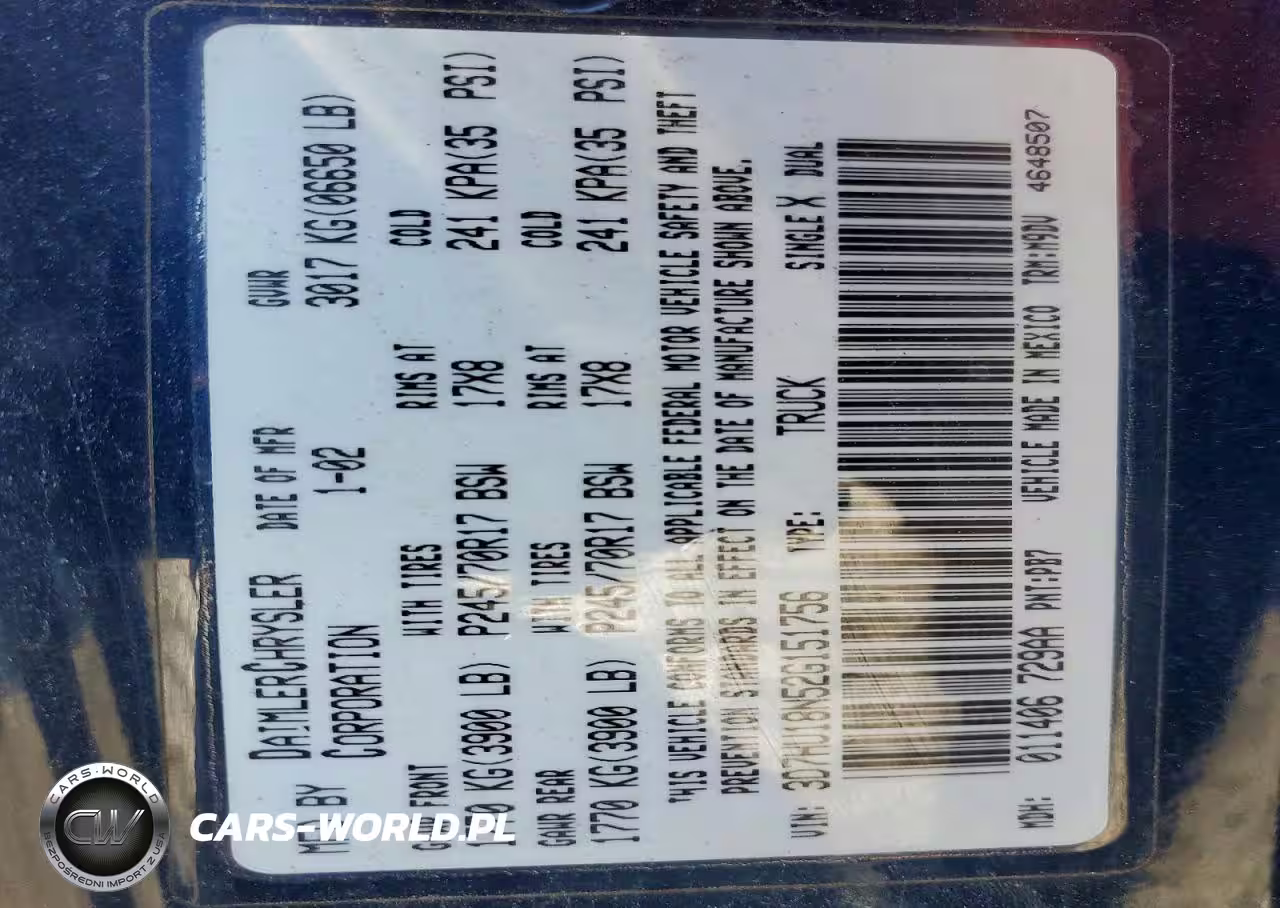 MF BY DAIMLERCHRYSLER DATE OF MFR GVWR
CORPORATION 1-02 3017 KG(06650 LB)
FRONT WITH TIRES RIMS AT COLD
KG(3900 LB) P245/70R17 BSW 17X8 241 KPA(35 PSI)
GAWR REAR WITH TIRES RIMS AT COLD
1770 KG(3900 LB) P245/70R17 BSW 17X8 241 KPA(35 PSI)
THIS VEHICLE CONFORMS TO ALL APPLICABLE FEDERAL MOTOR VEHICLE SAFETY AND THEFT
PREVENTION STANDARDS IN EFFECT ON THE DATE OF MANUFACTURE SHOWN ABOVE.
VIN: 3D7HU18N52G151756 TYPE: TRUCK SINGLE X DUAL
MDH: 011406 729AA PNT:PB7 VEHICLE MADE IN MEXICO TRM:M9DV 4648507
CARS-WORLD
CW
BEZPOŚREDNI IMPORT Z USA
CARS-WORLD.PL